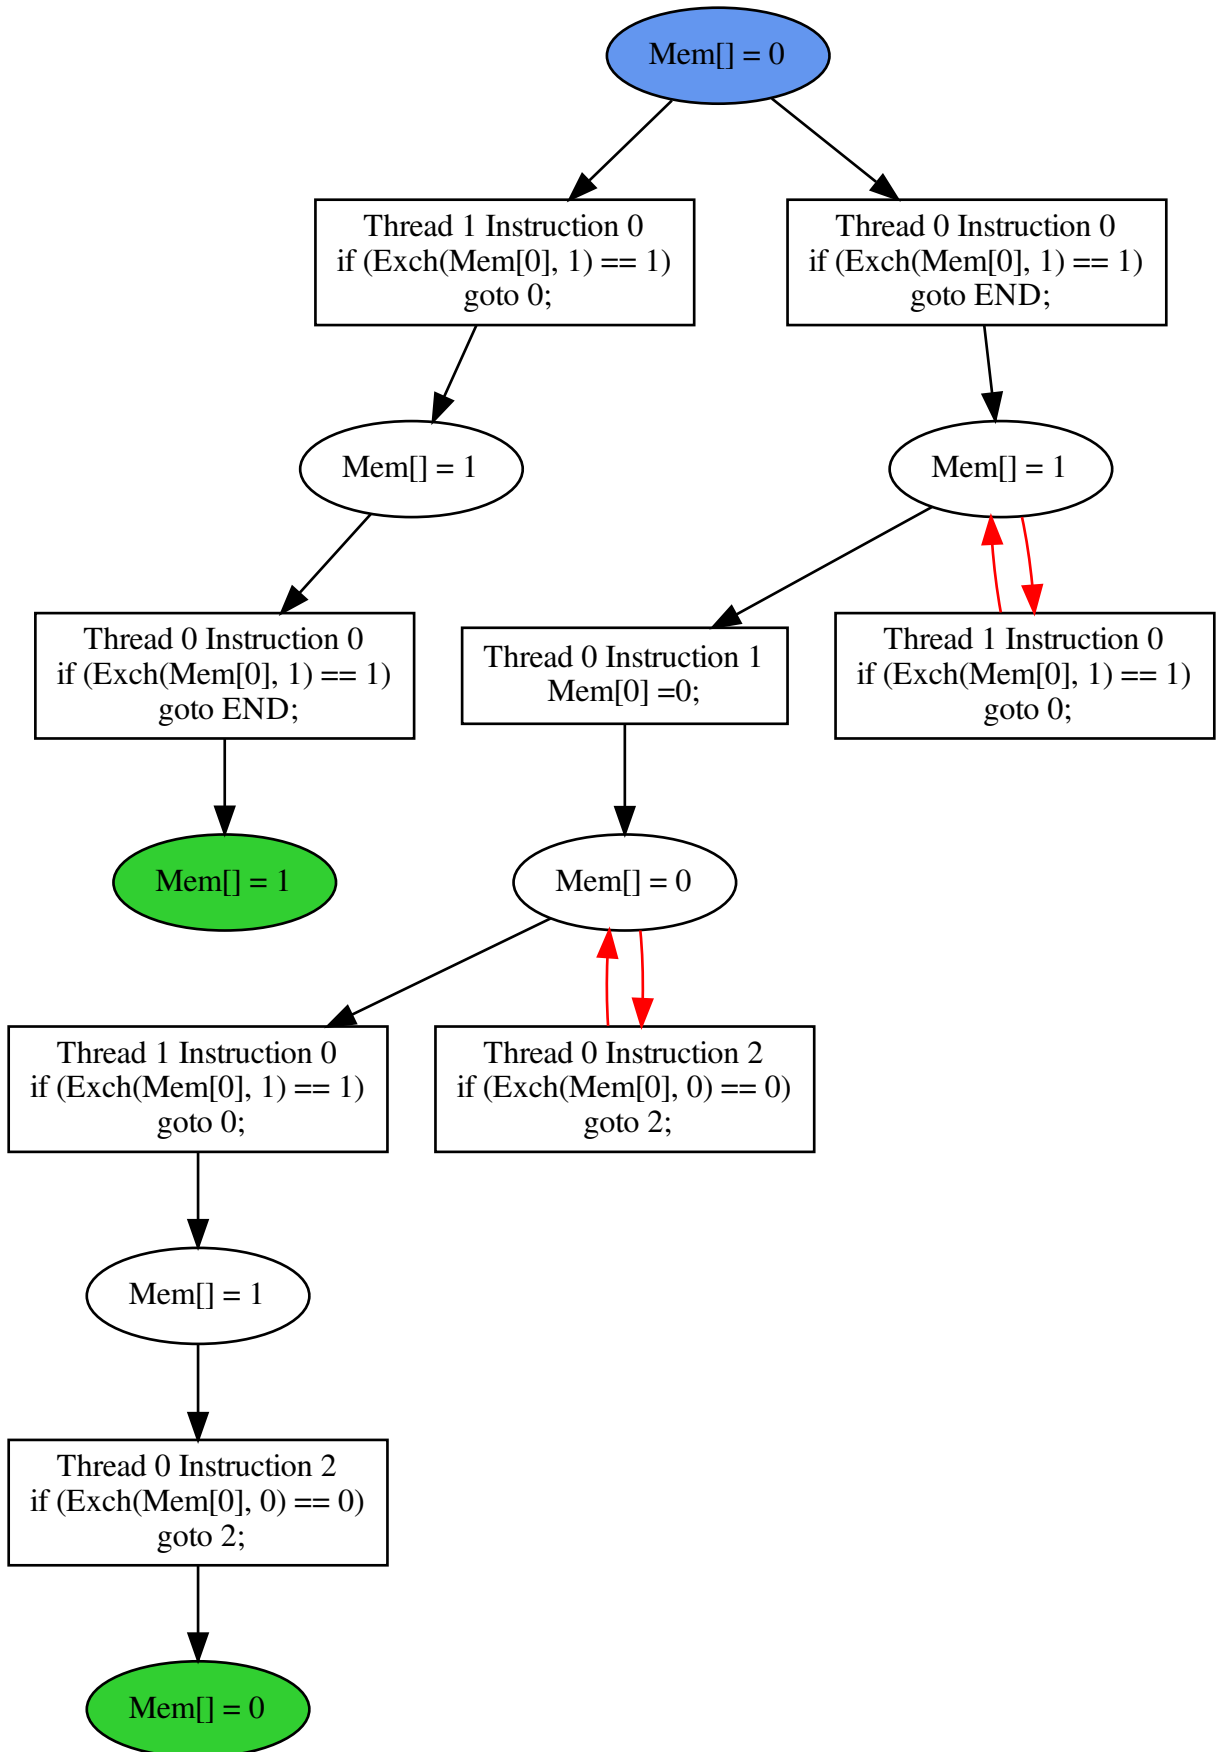 Mem[] = 0
Thread 1 Instruction 0
if (Exch(Mem[0], 1) == 1)
goto 0;
Thread 0 Instruction 0
if (Exch(Mem[0], 1) == 1)
goto END;
Mem[] = 1
Mem[] = 1
Thread 0 Instruction 0
if (Exch(Mem[0], 1) == 1)
goto END;
Thread 0 Instruction 1
Mem[0] =0;
Thread 1 Instruction 0
if (Exch(Mem[0], 1) == 1)
goto 0;
Mem[] = 1
Mem[] = 0
Thread 1 Instruction 0
if (Exch(Mem[0], 1) == 1)
goto 0;
Thread 0 Instruction 2
if (Exch(Mem[0], 0) == 0)
goto 2;
Mem[] = 1
Thread 0 Instruction 2
if (Exch(Mem[0], 0) == 0)
goto 2;
Mem[] = 0